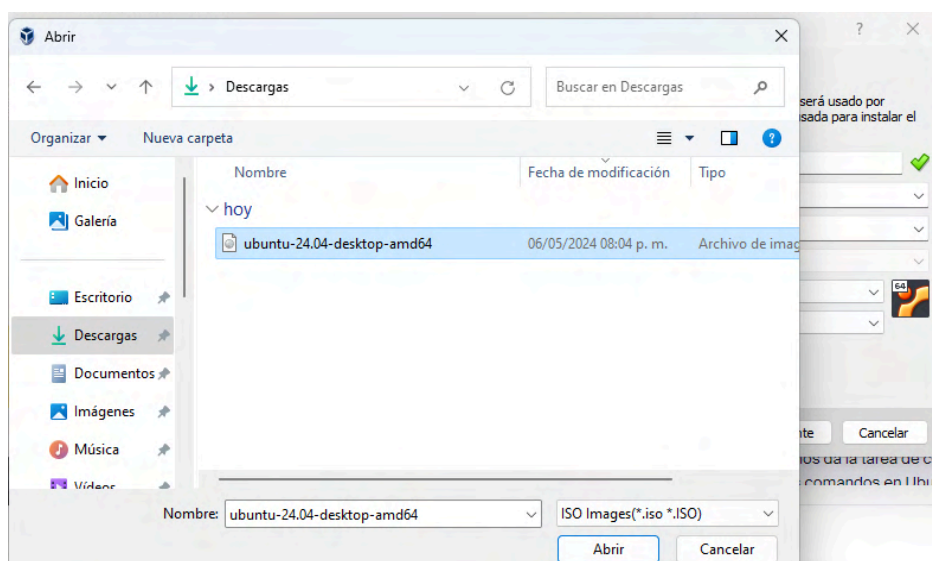 Abrir
?
Descargas
Buscar en Descargas
Organizar
Nueva carpeta
?
Inicio
Galería
Escritorio
Descargas
Documentos
Imágenes
Música
Vídeos
Nombre
Fecha de modificación
Tipo
hoy
ubuntu-24.04-desktop-amd64
06/05/2024 08:04 p. m.
Archivo de imag
Nombre:
ubuntu-24.04-desktop-amd64
ISO Images(*.iso *.ISO)
Abrir
Cancelar
será usado por
usada para instalar el
64
nte
Cancelar
comandos en Ubu